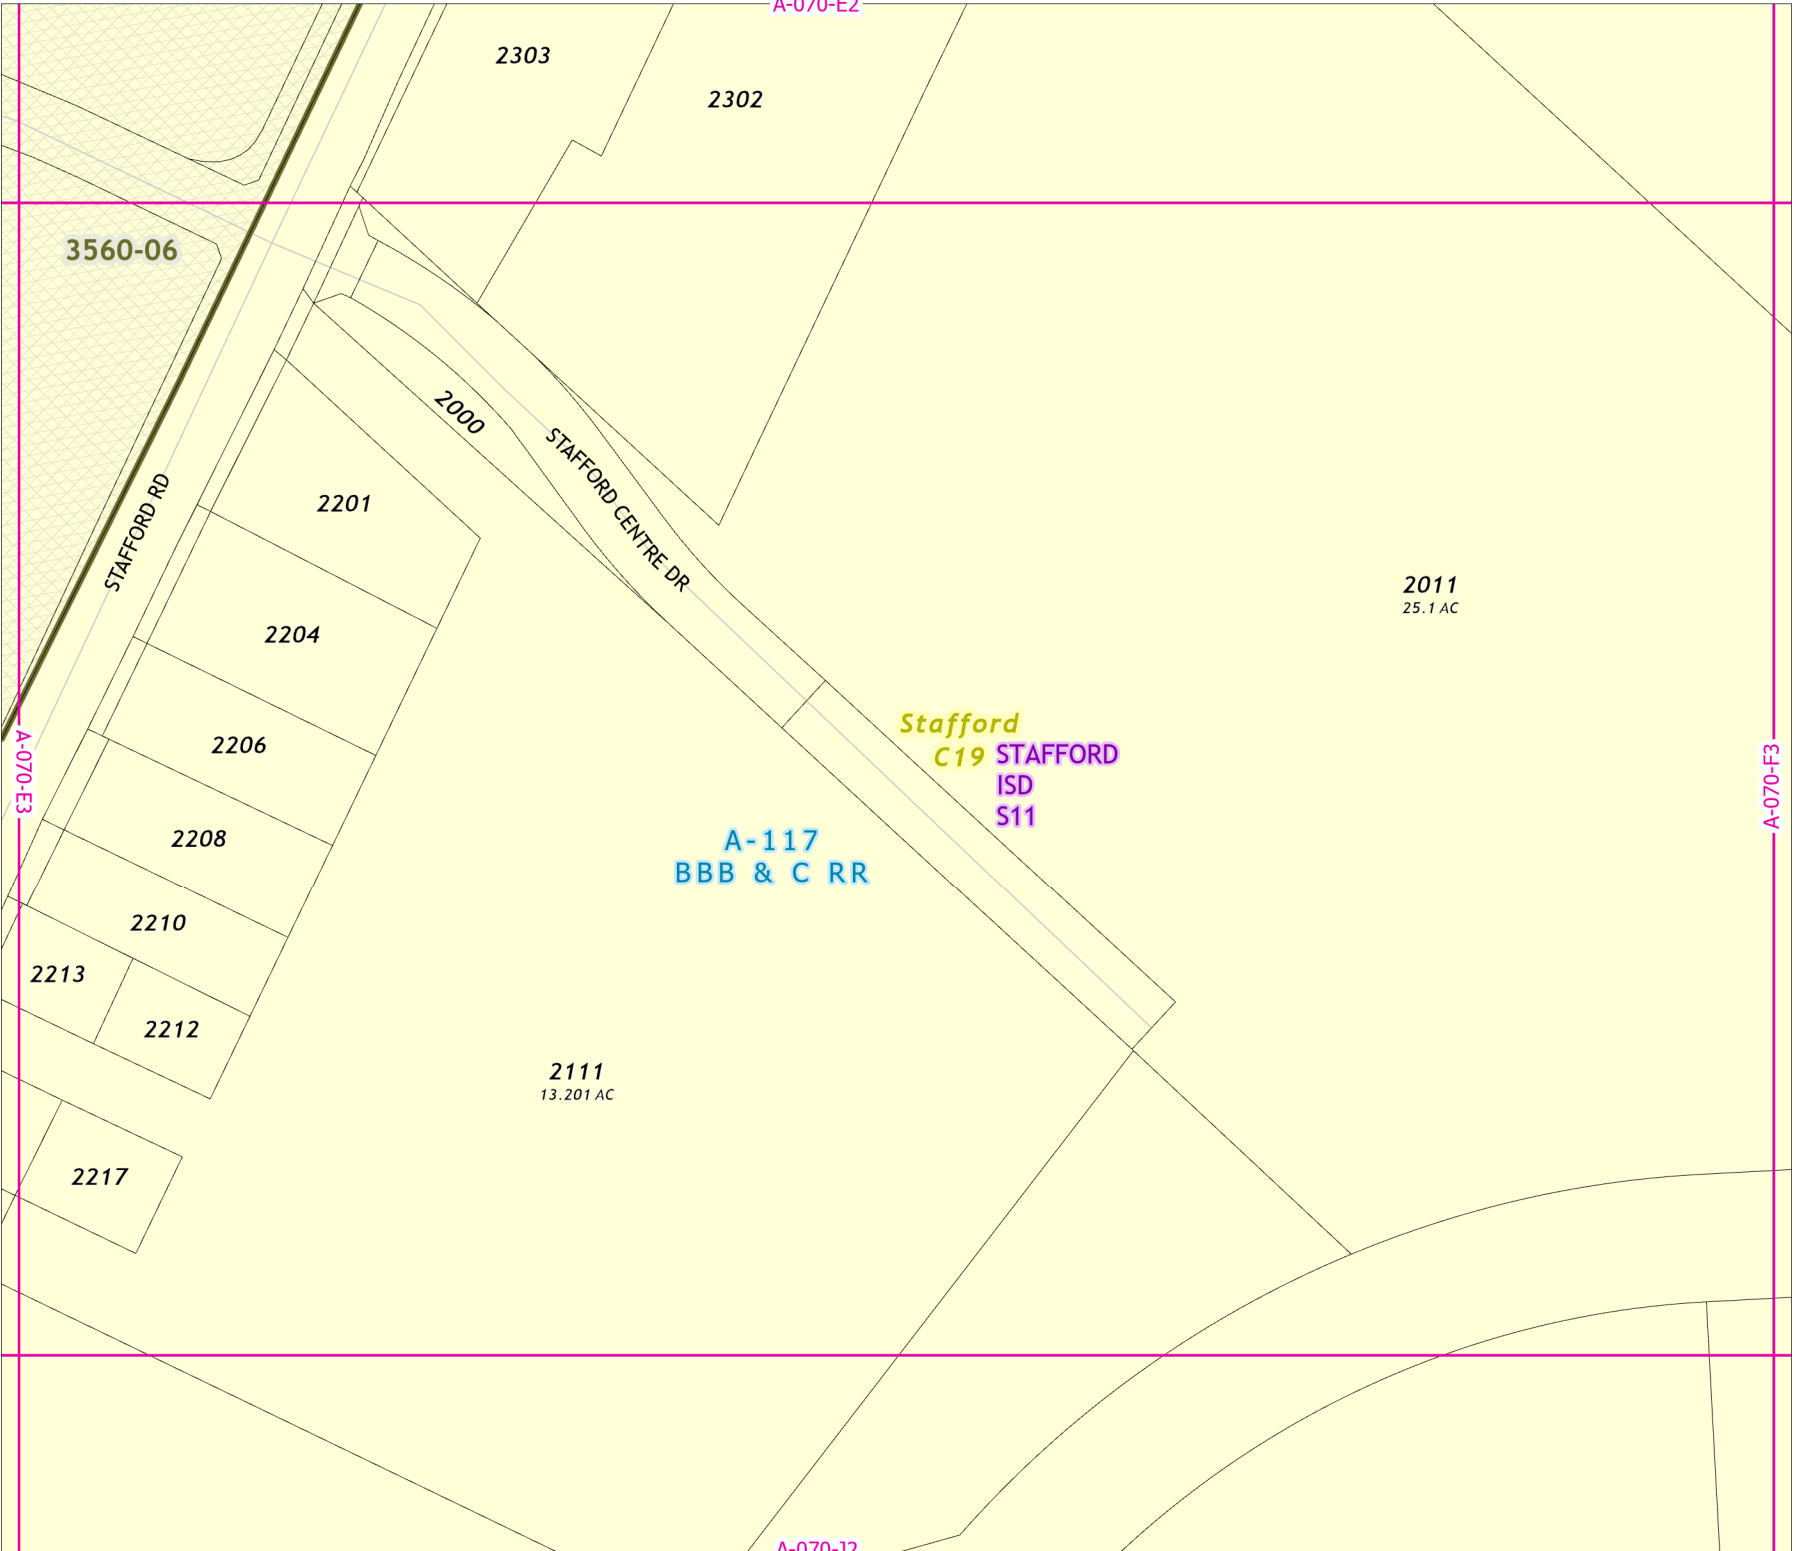 A-070-E2
2303
2302
3560-06
2000
STAFFORD CENTRE DR
STAFFORD RD
2201
2011
25.1 AC
2204
Stafford
C19
STAFFORD
ISD
S11
2206
A-070-E3
A-070-F3
2208
A-117
BBB & C RR
2210
2213
2212
2111
13.201 AC
2217
A-070-J2